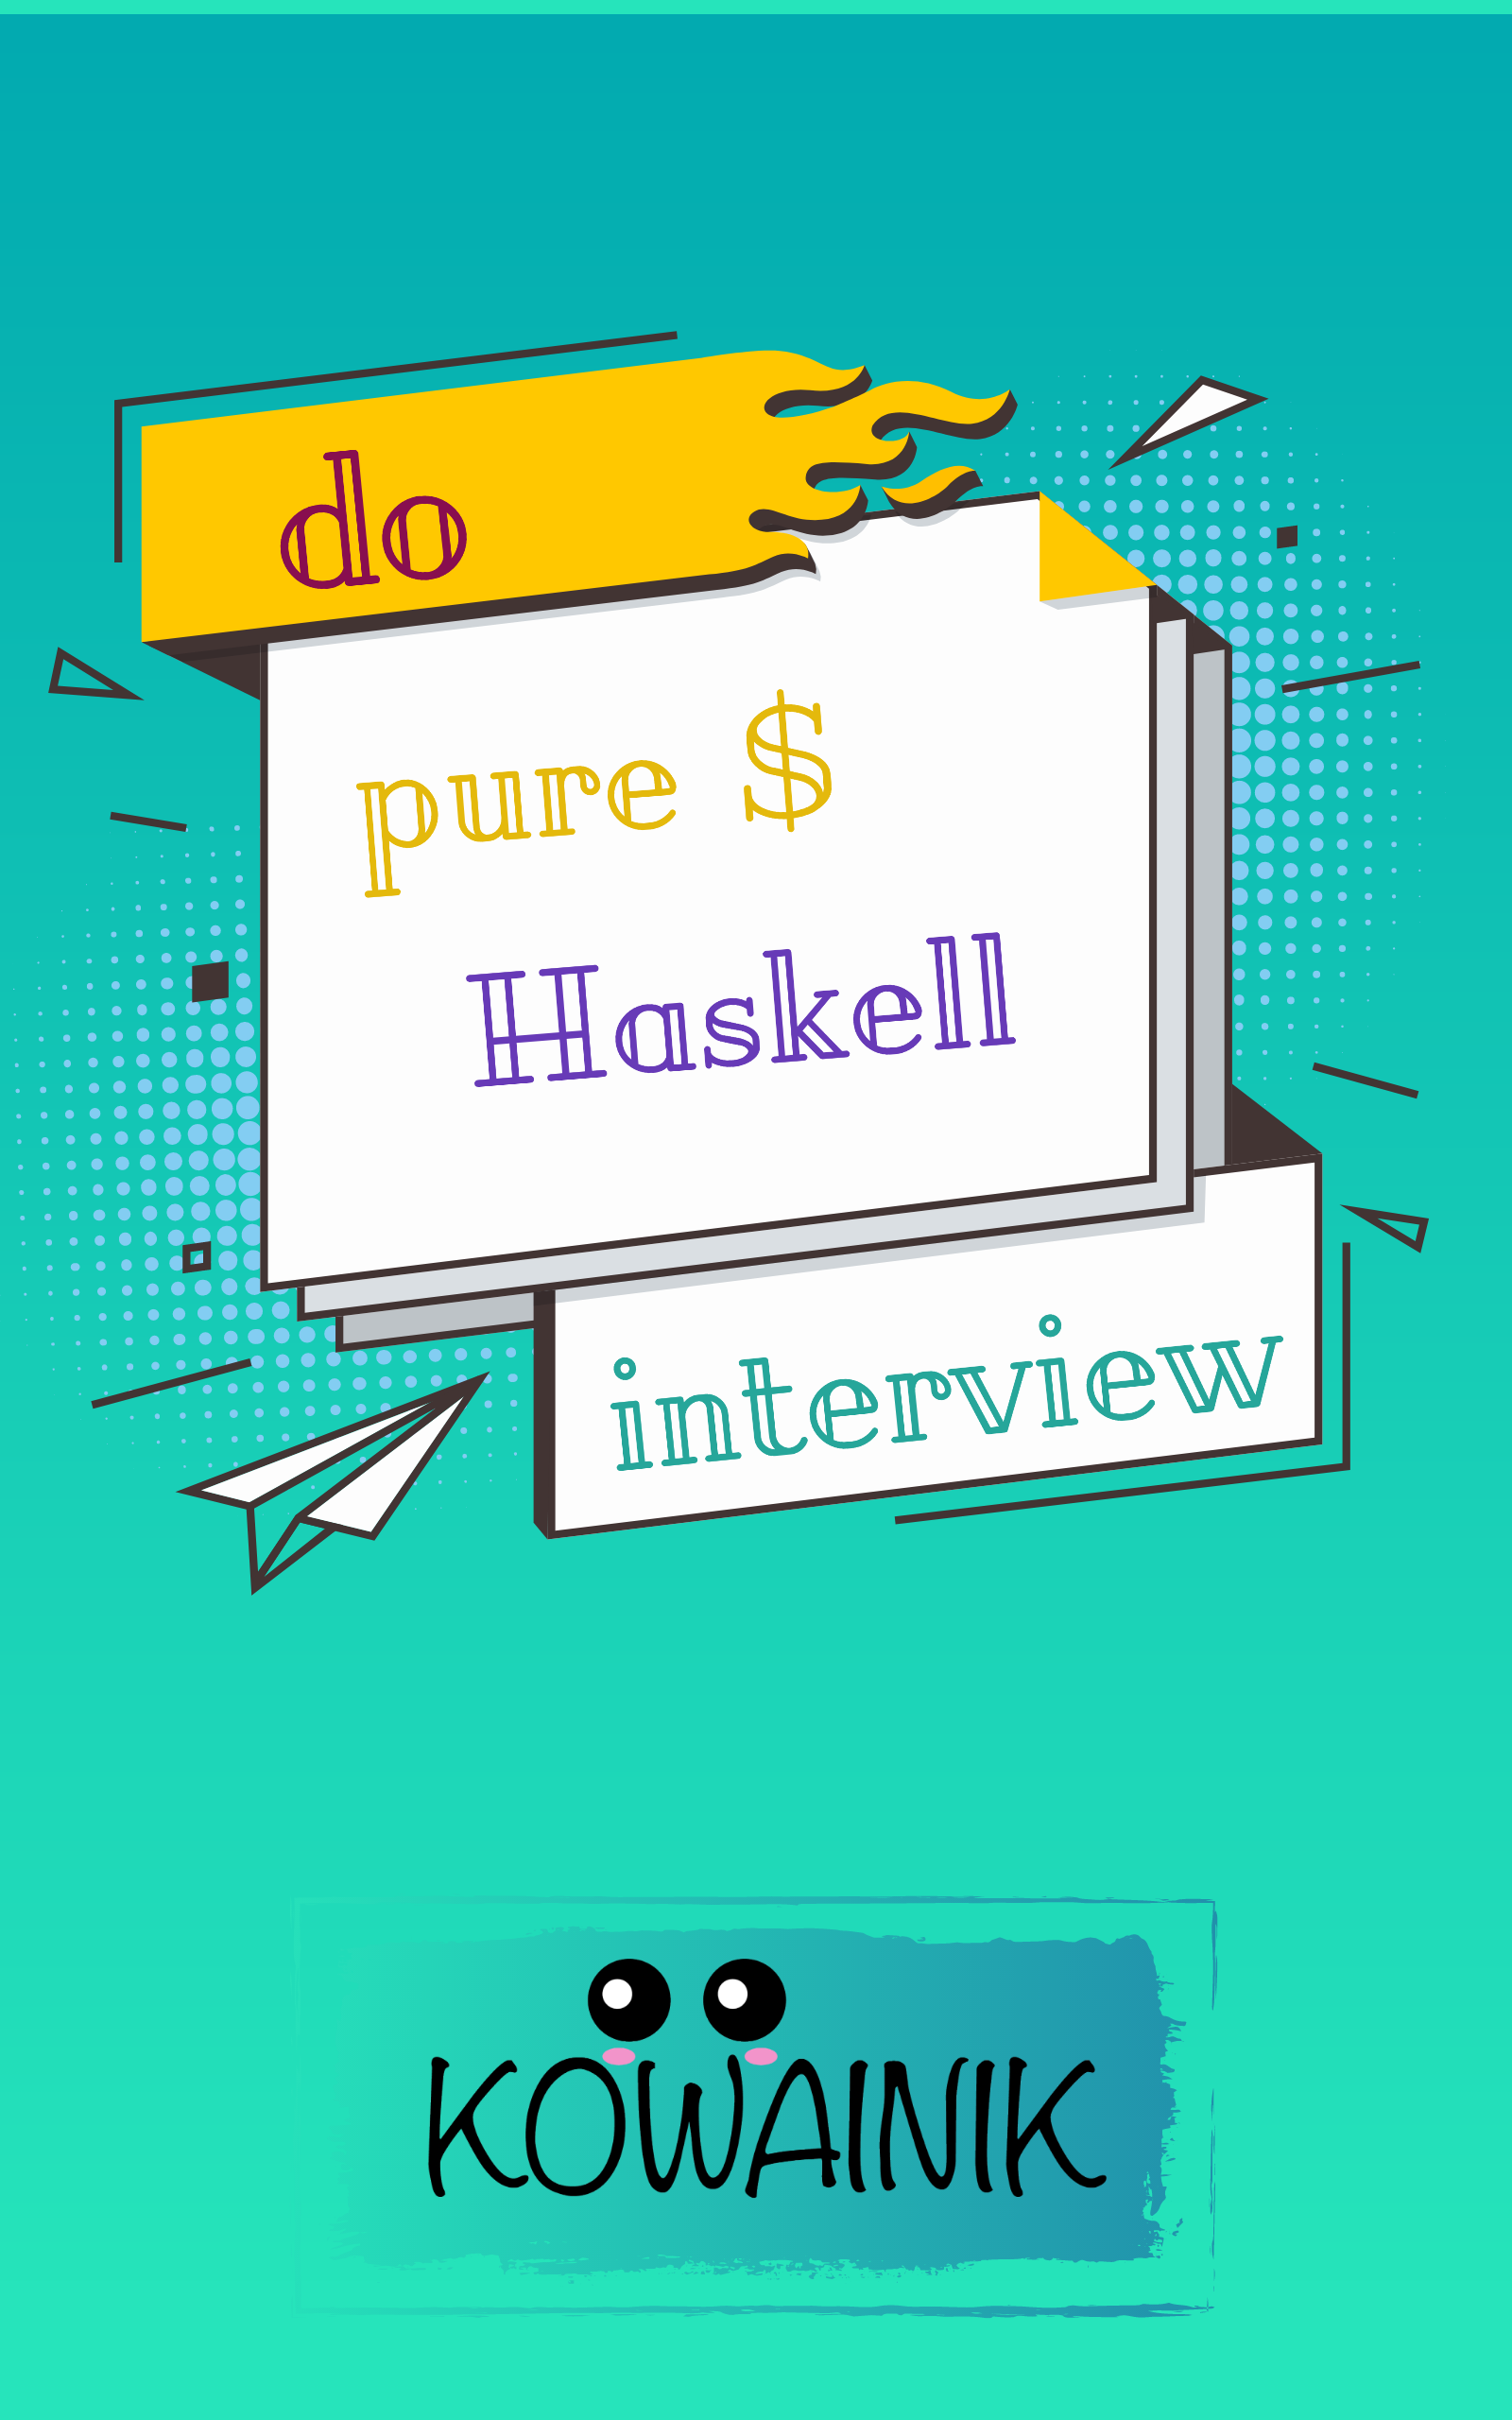 do
pure $
Haskell
interview
KOWAINIK